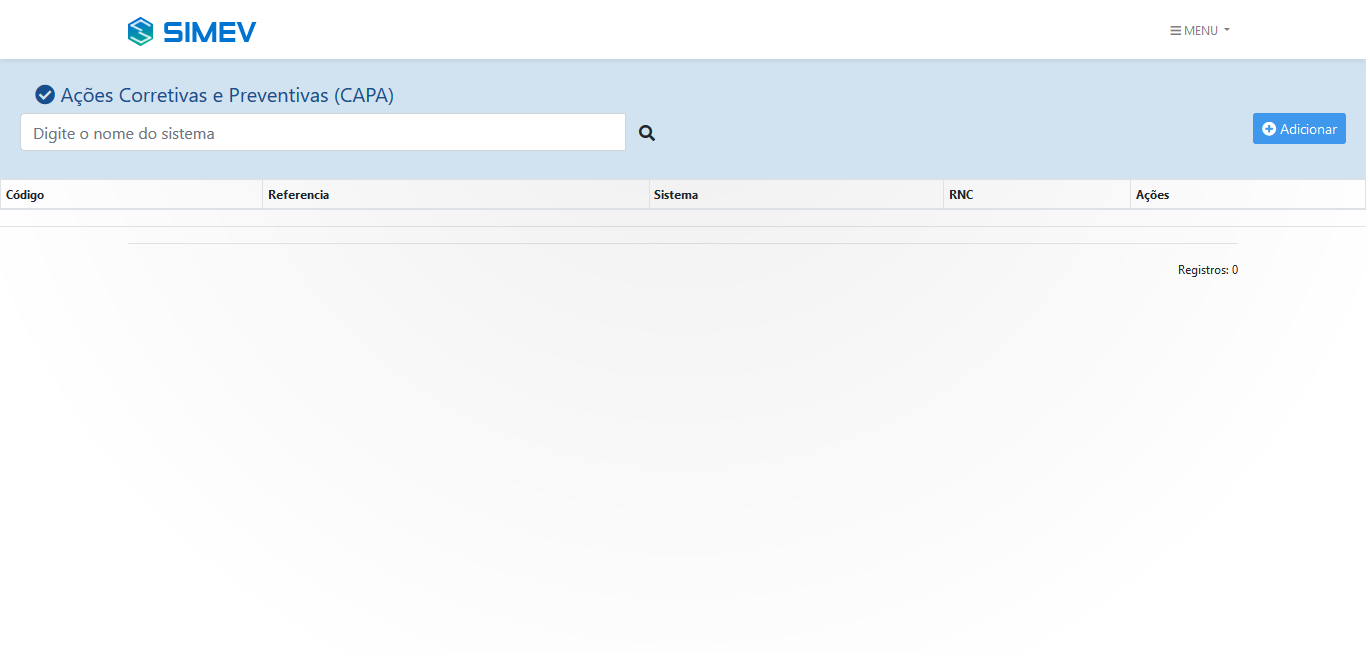 SIMEV
MENU
Ações Corretivas e Preventivas (CAPA)
Digite o nome do sistema
Adicionar
Código Referencia Sistema RNC Ações
Registros: 0